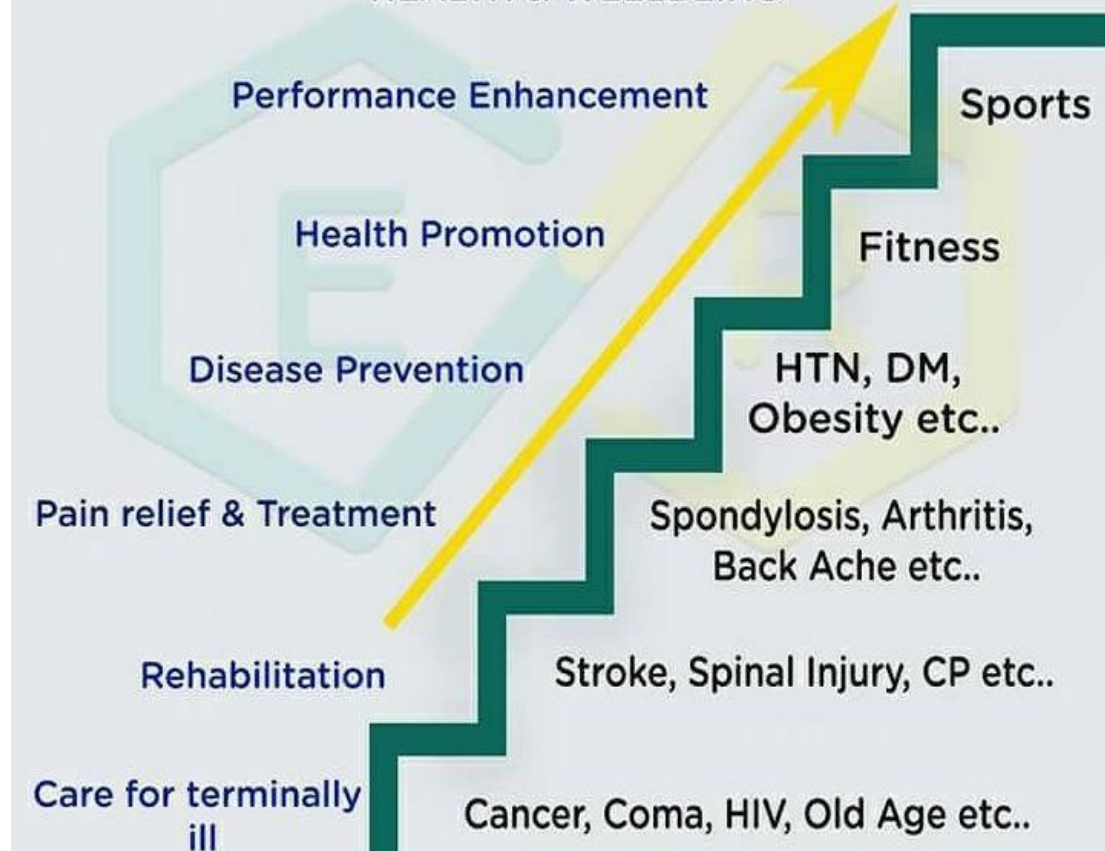 Performance Enhancement
Sports
Health Promotion
Fitness
Disease Prevention
HTN, DM,
Obesity etc..
Pain relief & Treatment
Spondylosis, Arthritis,
Back Ache etc..
Rehabilitation
Stroke, Spinal Injury, CP etc..
Care for terminally
ill
Cancer, Coma, HIV, Old Age etc..
E
R